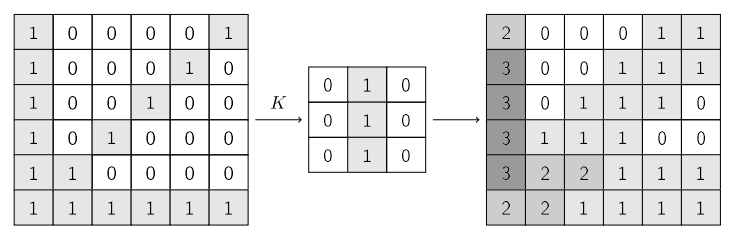 1 0 0 0 0 1
1 0 0 0 1 0
1 0 0 1 0 0
1 0 1 0 0 0
1 1 0 0 0 0
1 1 1 1 1 1
K
0 1 0
0 1 0
0 1 0
2 0 0 0 1 1
3 0 0 1 1 1
3 0 1 1 1 0
3 1 1 1 0 0
3 2 2 1 1 1
2 2 1 1 1 1